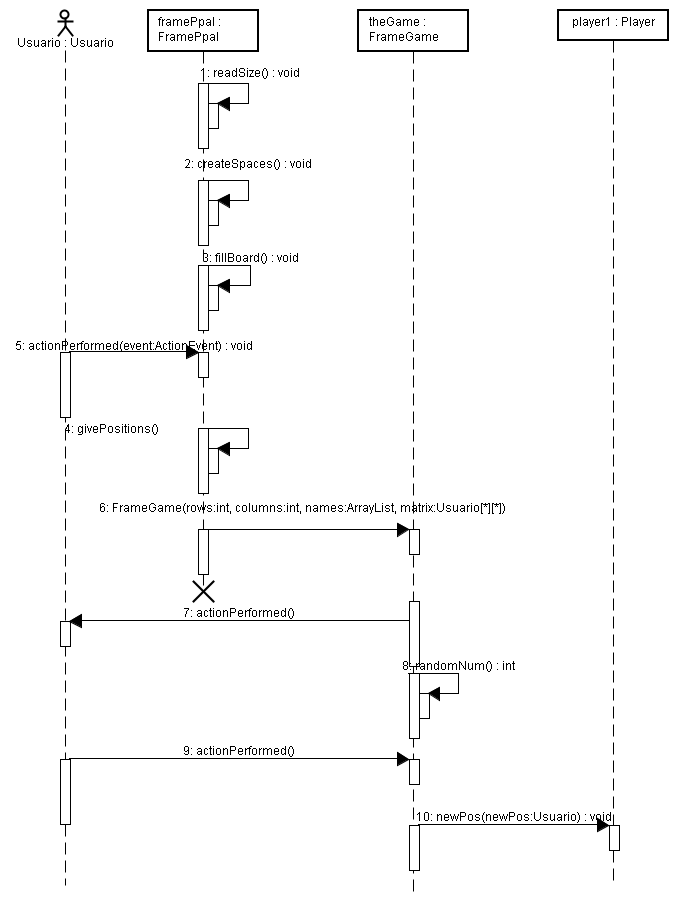 Usuario : Usuario
framePpal :
FramePpal
theGame :
FrameGame
player1 : Player
1: readSize() : void
2: createSpaces() : void
3: fillBoard() : void
5: actionPerformed(event:ActionEvent) : void
4: givePositions()
6: FrameGame(rows:int, columns:int, names:ArrayList, matrix:Usuario[*][*])
7: actionPerformed()
8: randomNum() : int
9: actionPerformed()
10: newPos(newPos:Usuario) : void